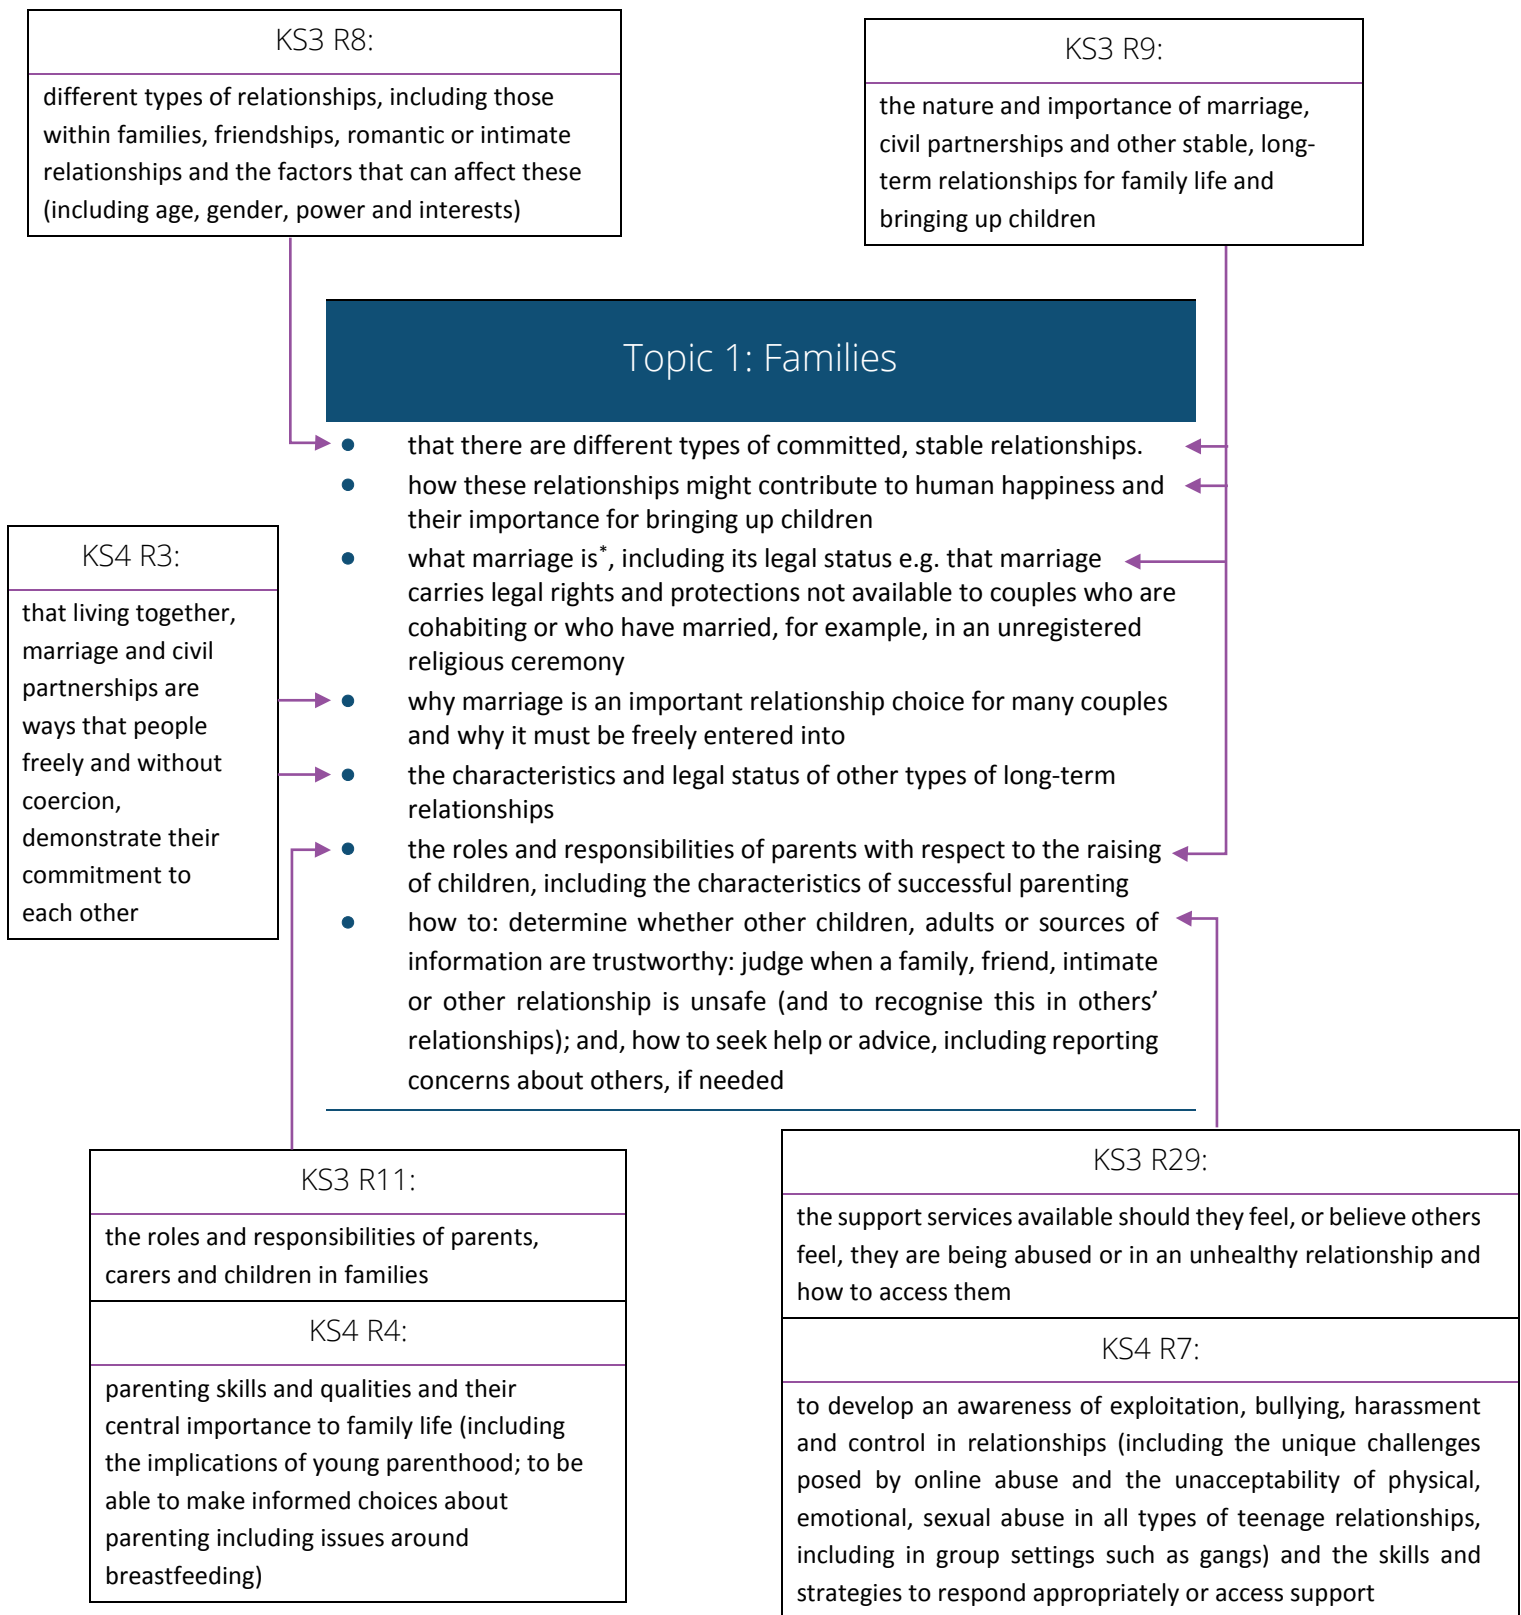 KS3 R8:
different types of relationships, including those
within families, friendships, romantic or intimate
relationships and the factors that can affect these
(including age, gender, power and interests)
KS3 R9:
the nature and importance of marriage,
civil partnerships and other stable, long-
term relationships for family life and
bringing up children
Topic 1: Families
● that there are different types of committed, stable relationships.
● how these relationships might contribute to human happiness and
their importance for bringing up children
● what marriage is*, including its legal status e.g. that marriage
carries legal rights and protections not available to couples who are
cohabiting or who have married, for example, in an unregistered
religious ceremony
● why marriage is an important relationship choice for many couples
and why it must be freely entered into
● the characteristics and legal status of other types of long-term
relationships
● the roles and responsibilities of parents with respect to the raising
of children, including the characteristics of successful parenting
● how to: determine whether other children, adults or sources of
information are trustworthy: judge when a family, friend, intimate
or other relationship is unsafe (and to recognise this in others’
relationships); and, how to seek help or advice, including reporting
concerns about others, if needed
KS4 R3:
that living together,
marriage and civil
partnerships are
ways that people
freely and without
coercion,
demonstrate their
commitment to
each other
KS3 R11:
the roles and responsibilities of parents,
carers and children in families
KS4 R4:
parenting skills and qualities and their
central importance to family life (including
the implications of young parenthood; to be
able to make informed choices about
parenting including issues around
breastfeeding)
KS3 R29:
the support services available should they feel, or believe others
feel, they are being abused or in an unhealthy relationship and
how to access them
KS4 R7:
to develop an awareness of exploitation, bullying, harassment
and control in relationships (including the unique challenges
posed by online abuse and the unacceptability of physical,
emotional, sexual abuse in all types of teenage relationships,
including in group settings such as gangs) and the skills and
strategies to respond appropriately or access support